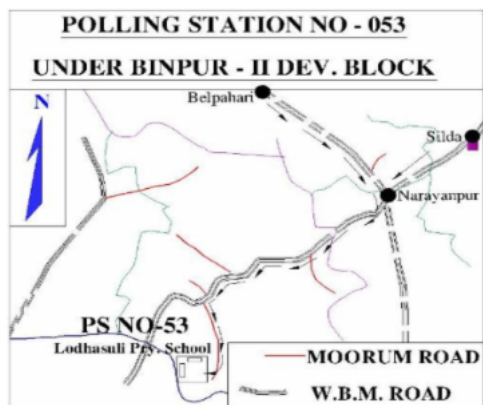 POLLING STATION NO - 053
UNDER BINPUR - II DEV. BLOCK
N
Belpahari
Silda
Narayanpur
PS NO-53
Lodhasuli Pry. School
MOORUM ROAD
W.B.M. ROAD